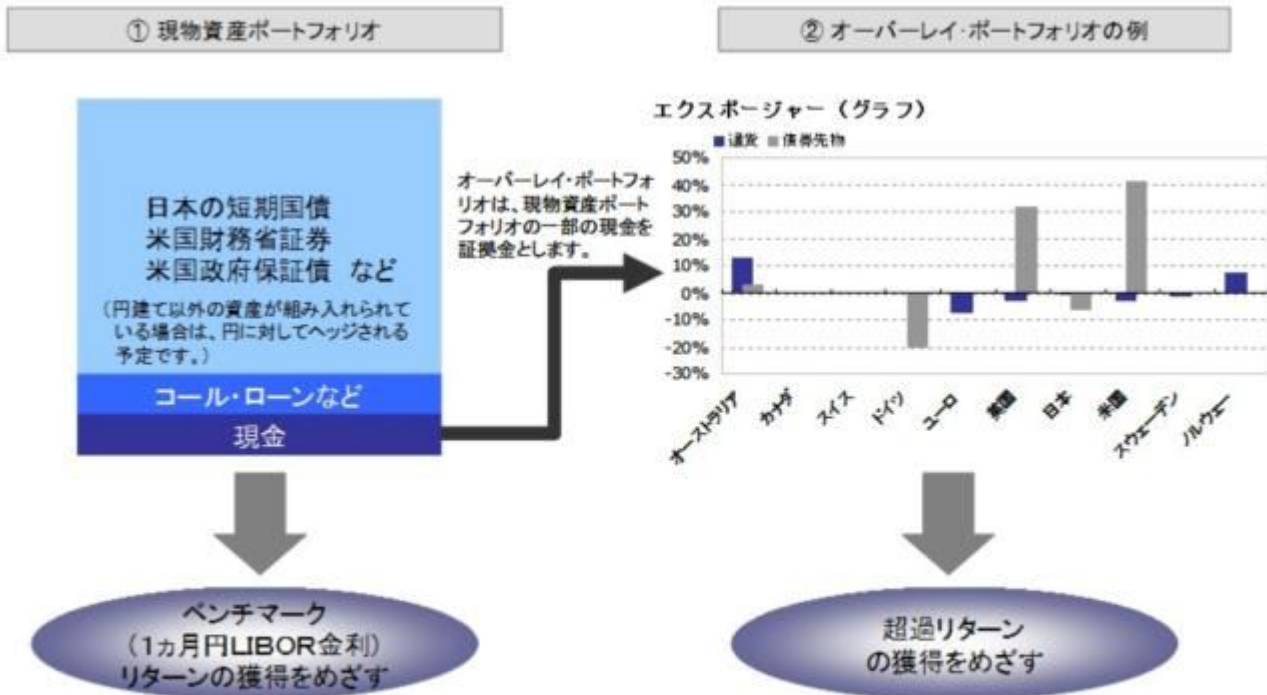 ① 現物資産ポートフォリオ
日本の短期国債
米国財務省証券
米国政府保証債 など
（円建て以外の資産が組み入れられて
いる場合は、円に対してヘッジされる
予定です。）
コール・ローンなど
現金
オーバーレイ・ポートフォ
リオは、現物資産ポート
フォリオの一部の現金を
証拠金とします。
ベンチマーク
（1ヵ月円LIBOR金利）
リターンの獲得をめざす
② オーバーレイ・ポートフォリオの例
エクスポージャー（グラフ）
通貨 債券先物
50%
40%
30%
20%
10%
0%
-10%
-20%
-30%
オーストラリア
カナダ
スイス
ドイツ
ユーロ
英国
日本
米国
スウェーデン
ノルウェー
超過リターン
の獲得をめざす